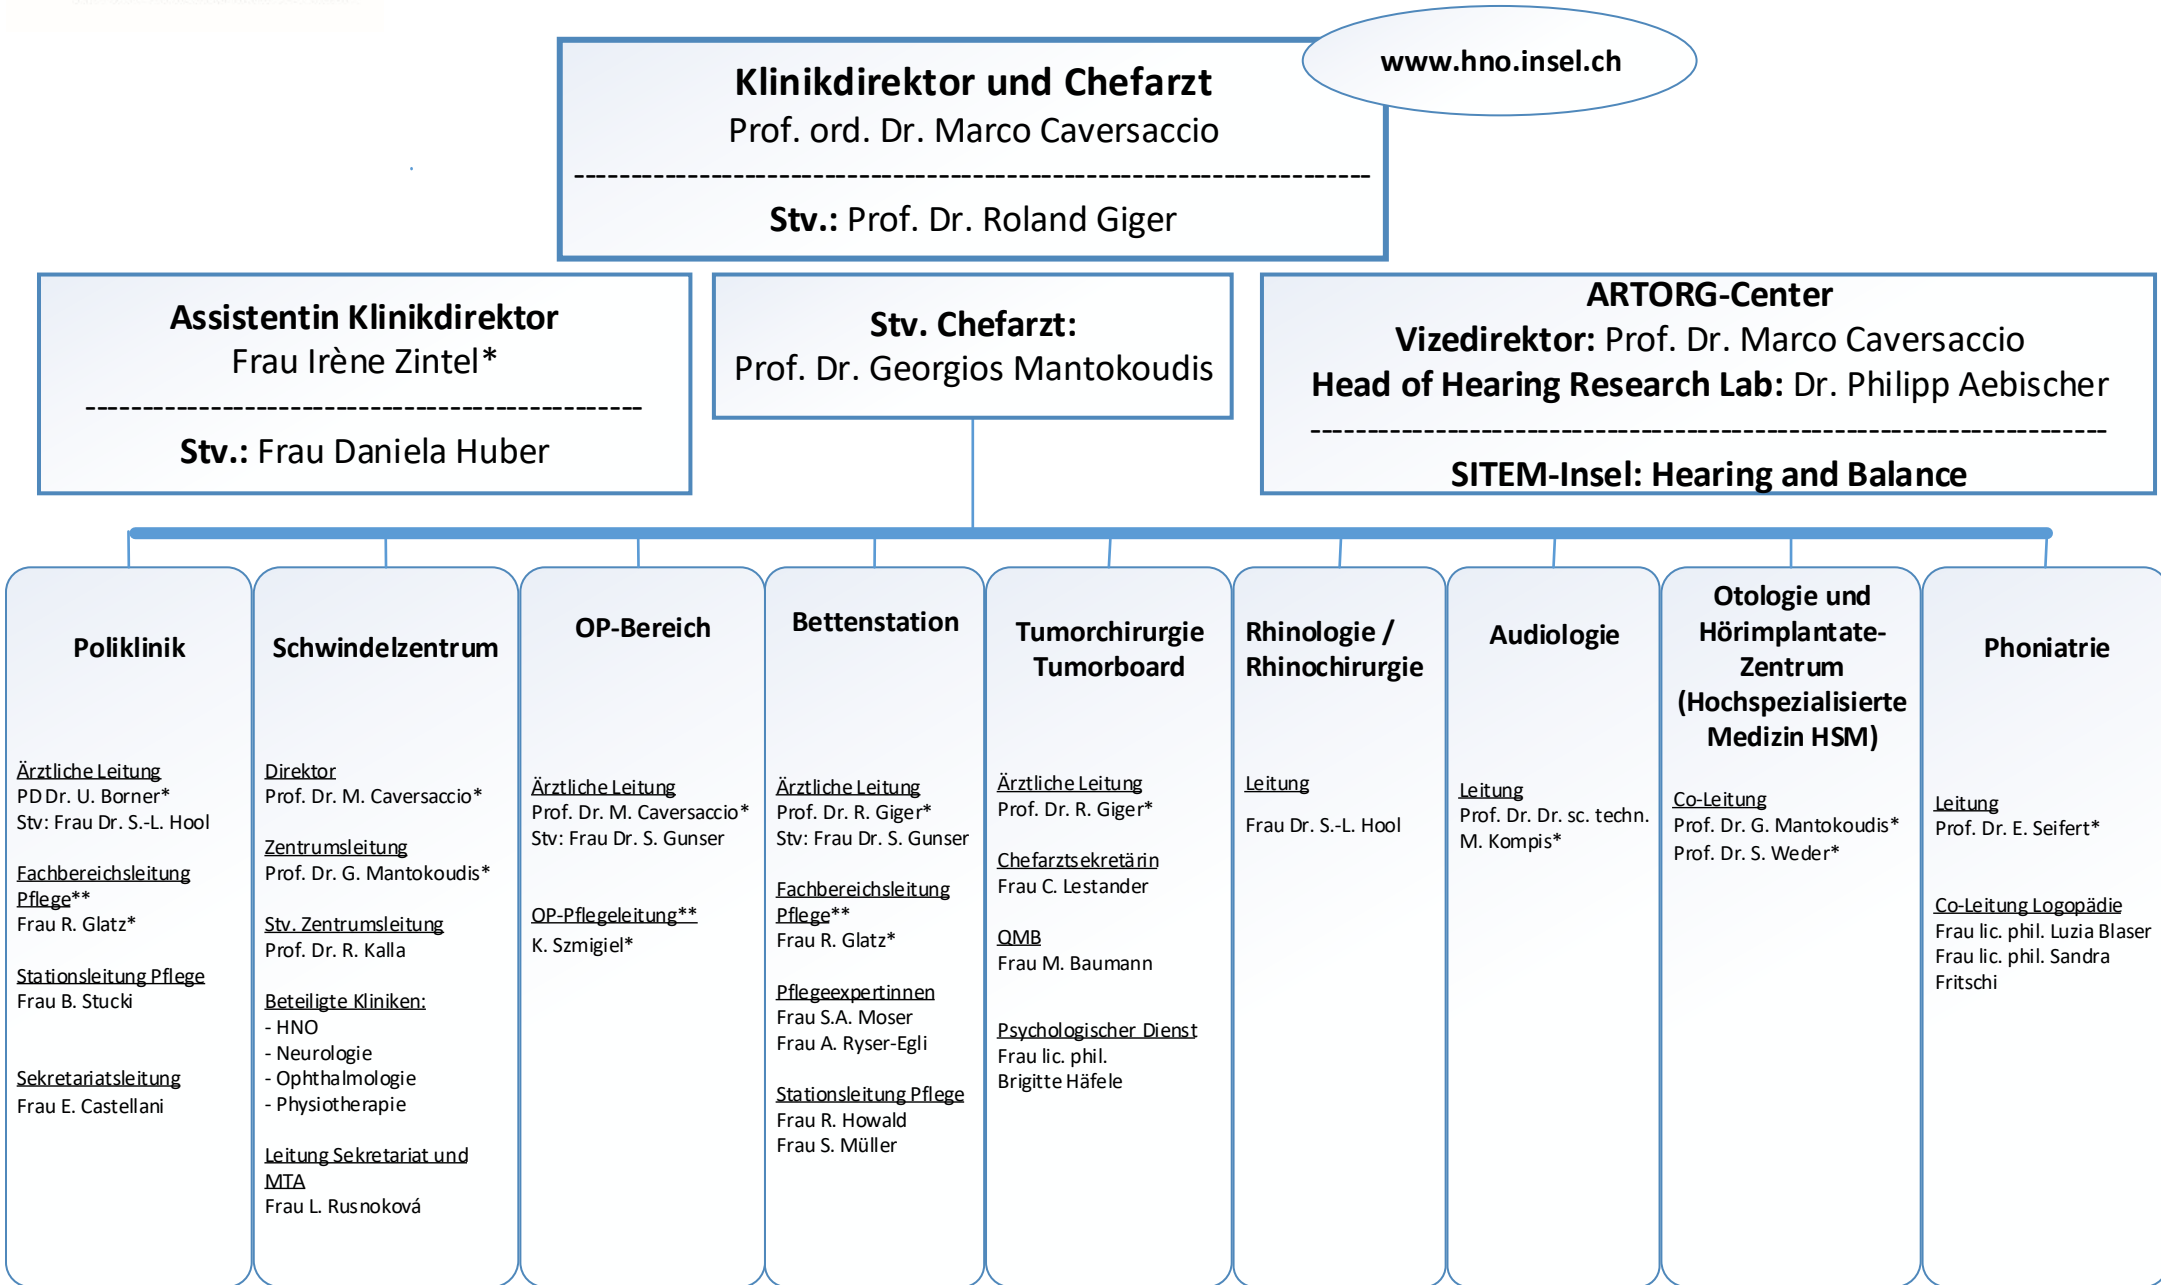 www.hno.insel.ch
Klinikdirektor und Chefarzt
Prof. ord. Dr. Marco Caversaccio
Stv.: Prof. Dr. Roland Giger
Assistentin Klinikdirektor
Frau Irène Zintel*
Stv.: Frau Daniela Huber
Stv. Chefarzt:
Prof. Dr. Georgios Mantokoudis
ARTORG-Center
Vizedirektor: Prof. Dr. Marco Caversaccio
Head of Hearing Research Lab: Dr. Philipp Aebischer
SITEM-Insel: Hearing and Balance
Poliklinik
Ärztliche Leitung
PD Dr. U. Borner*
Stv: Frau Dr. S.-L. Hool
Fachbereichsleitung
Pflege**
Frau R. Glatz*
Stationsleitung Pflege
Frau B. Stucki
Sekretariatsleitung
Frau E. Castellani
Schwindelzentrum
Direktor
Prof. Dr. M. Caversaccio*
Zentrumsleitung
Prof. Dr. G. Mantokoudis*
Stv. Zentrumsleitung
Prof. Dr. R. Kalla
Beteiligte Kliniken:
- HNO
- Neurologie
- Ophthalmologie
- Physiotherapie
Leitung Sekretariat und
MTA
Frau L. Rusnoková
OP-Bereich
Ärztliche Leitung
Prof. Dr. M. Caversaccio*
Stv: Frau Dr. S. Gunser
OP-Pflegeleitung**
K. Szmigiel*
Bettenstation
Ärztliche Leitung
Prof. Dr. R. Giger*
Stv: Frau Dr. S. Gunser
Fachbereichsleitung
Pflege**
Frau R. Glatz*
Pflegeexpertinnen
Frau S.A. Moser
Frau A. Ryser-Egli
Stationsleitung Pflege
Frau R. Howald
Frau S. Müller
Tumorchirurgie
Tumorboard
Ärztliche Leitung
Prof. Dr. R. Giger*
Chefarztsekretärin
Frau C. Lestander
QMB
Frau M. Baumann
Psychologischer Dienst
Frau lic. phil.
Brigitte Häfele
Rhinologie /
Rhinochirurgie
Leitung
Frau Dr. S.-L. Hool
Audiologie
Leitung
Prof. Dr. Dr. sc. techn.
M. Kompis*
Otologie und
Hörimplantate-
Zentrum
(Hochspezialisierte
Medizin HSM)
Co-Leitung
Prof. Dr. G. Mantokoudis*
Prof. Dr. S. Weder*
Phoniatrie
Leitung
Prof. Dr. E. Seifert*
Co-Leitung Logopädie
Frau lic. phil. Luzia Blaser
Frau lic. phil. Sandra
Fritschi